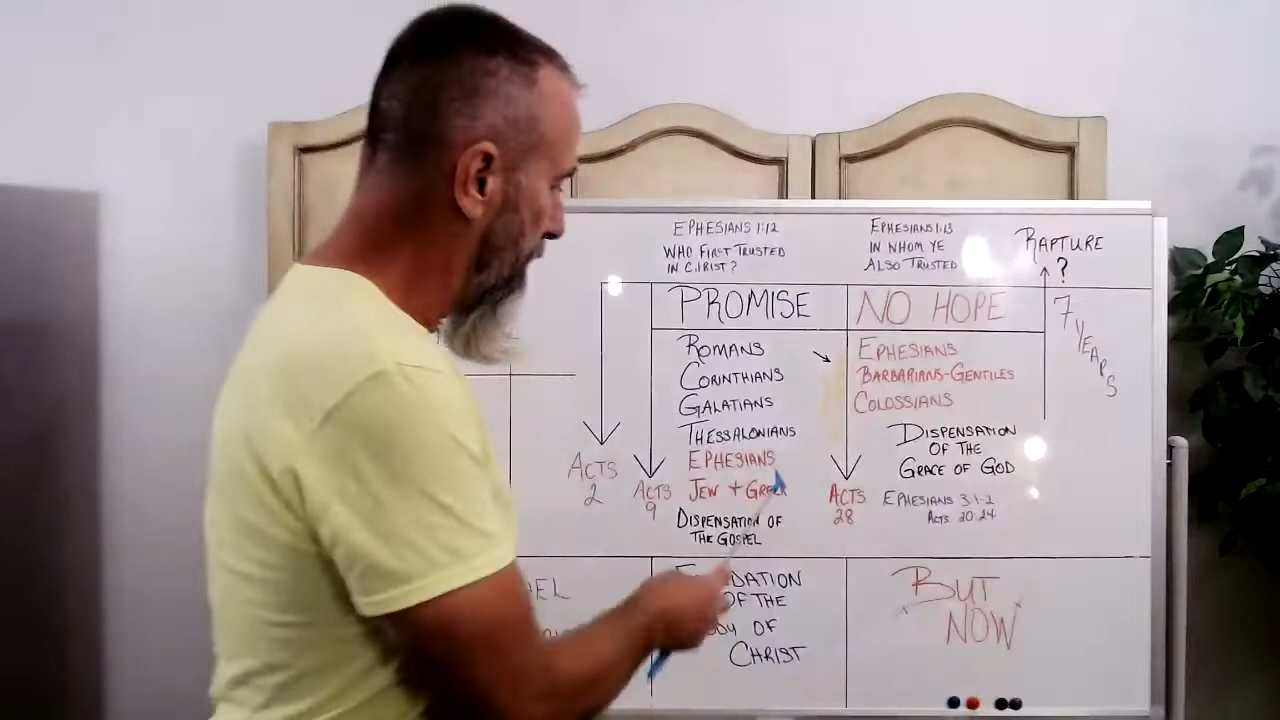 EPHESIANS 1:12
WHO FIRST TRUSTED
IN CHRIST?
EPHESIANS 1:13
IN WHOM YE
ALSO TRUSTED
RAPTURE
?
PROMISE
NO HOPE
7 YEARS
ROMANS
CORINTHIANS
GALATIANS
THESSALONIANS
EPHESIANS
JEW + GREEK
DISPENSATION OF
THE GOSPEL
EPHESIANS
BARBARIANS-GENTILES
COLOSSIANS
DISPENSATION
OF THE
GRACE OF GOD
EPHESIANS 3:1-2
ACTS 20:24
ACTS
2
ACTS
9
ACTS
28
DATION
OF THE
OF
CHRIST
BUT
NOW